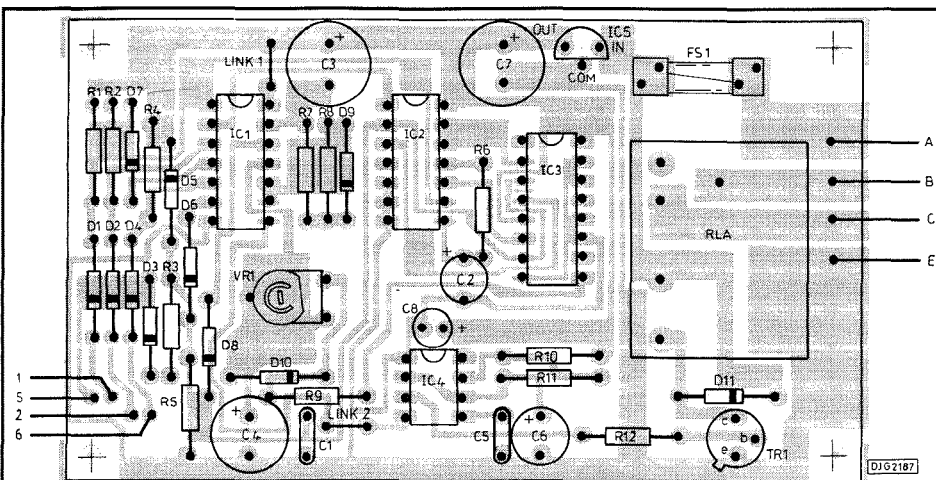 OUT IC5
LINK 1 + C3 + C7 IN
COM
FS1
R1 R2 D7
R4
IC1
R7 R8 D9
IC2
R6
IC3
A
D5
B
D6
RLA
C
D1 D2 D4
E
D3 R3
VR1
+
C2
C8
+
D8
D10
R10
1
R9
IC4
R11
D11
5
R5
+
C4
C1
LINK 2
C5
+
C6
R12
c
2
b
6
e
TR1
DJG2187